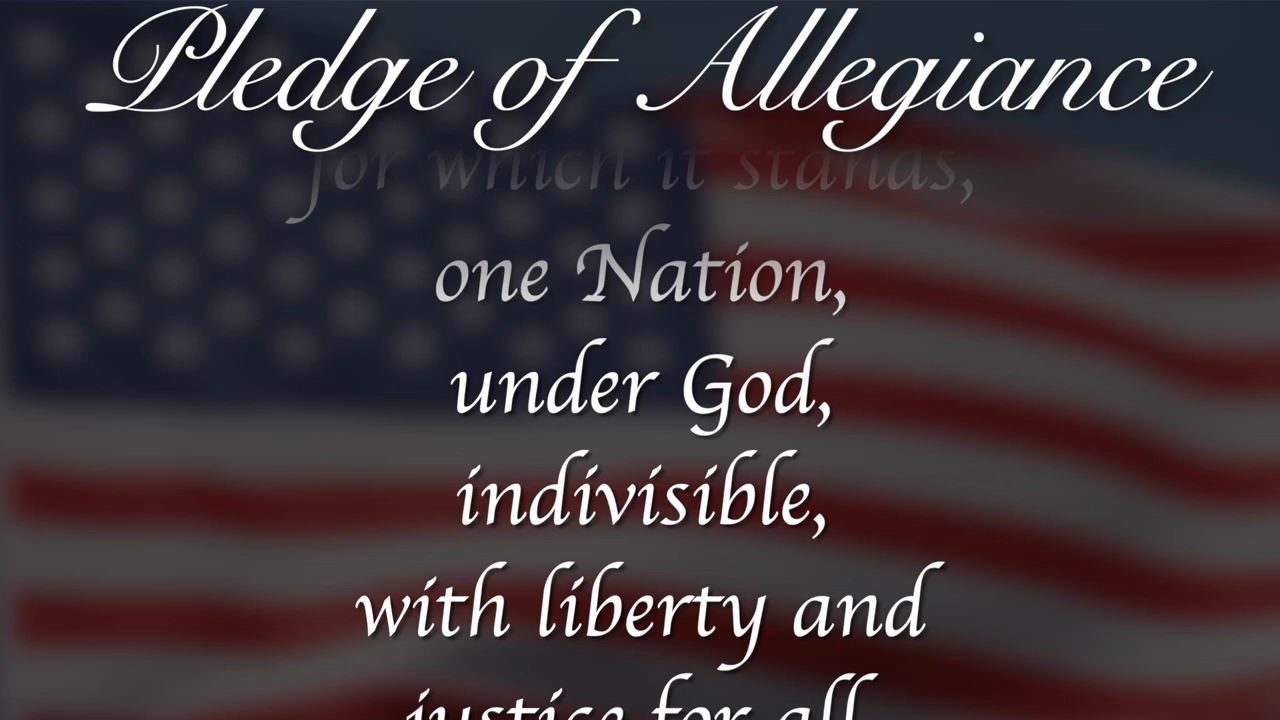 Pledge of Allegiance
for which it stands,
one Nation,
under God,
indivisible,
with liberty and
justice for all